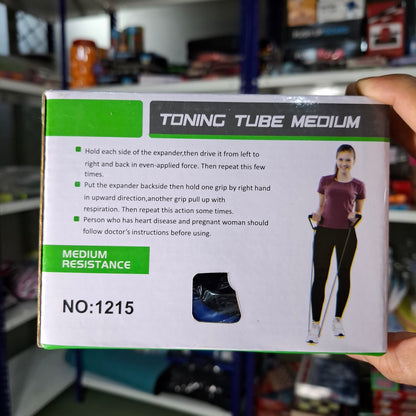 TONING TUBE MEDIUM
Hold each side of the expander,then drive it from left to
right and back in even-applied force. Then repeat this few
times.
Put the expander backside then hold one grip by right hand
in upward direction,another grip pull up with
respiration. Then repeat this action some times.
Person who has heart disease and pregnant woman should
follow doctor's instructions before using.
MEDIUM
RESISTANCE
NO:1215